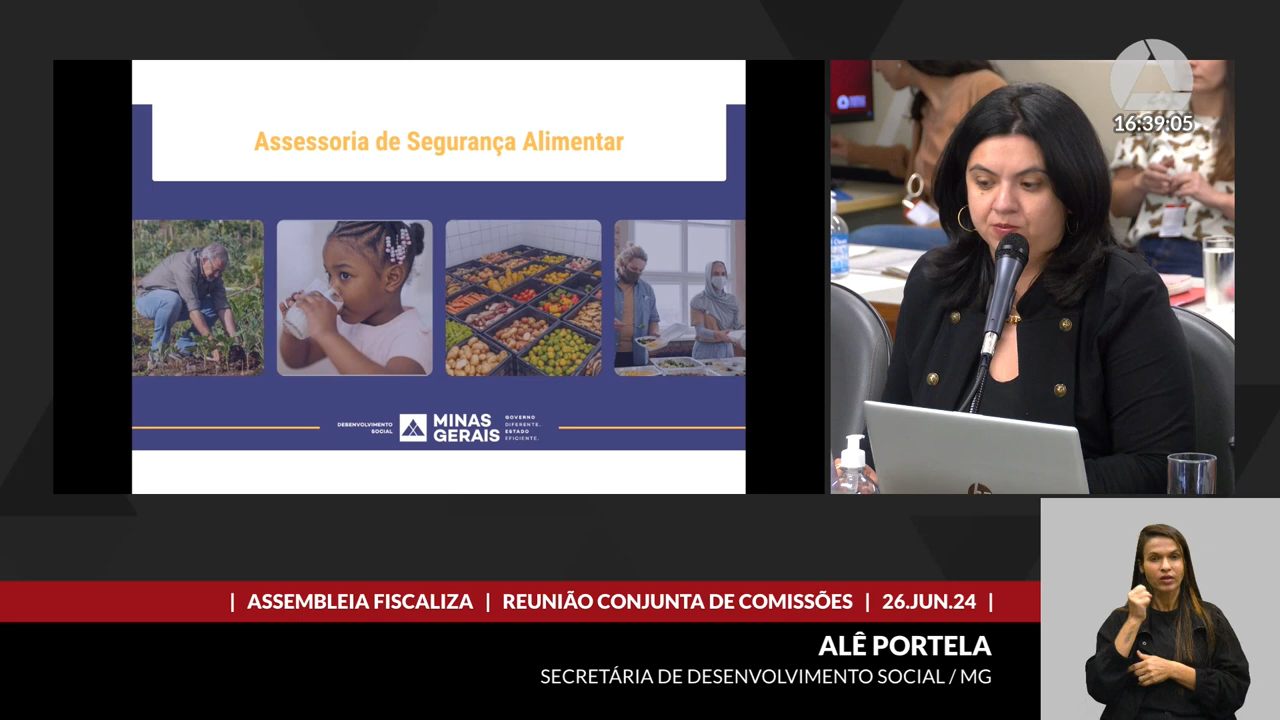 16:39:05
Assessoria de Segurança Alimentar
DESENVOLVIMENTO
SOCIAL
MINAS
GERAIS
GOVERNO
DIFERENTE.
ESTADO
EFICIENTE.
| ASSEMBLEIA FISCALIZA | REUNIÃO CONJUNTA DE COMISSÕES | 26.JUN.24 |
ALÊ PORTELA
SECRETÁRIA DE DESENVOLVIMENTO SOCIAL / MG